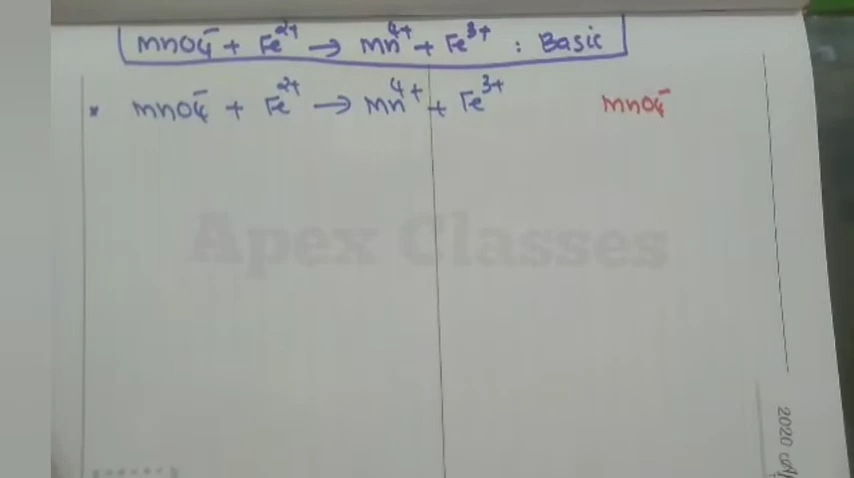 mnO4⁻ + Fe²⁺ → Mn⁴⁺ + Fe³⁺ : Basic
* mnO4⁻ + Fe²⁺ → Mn⁴⁺ + Fe³⁺
mnO4⁻
Apex Classes
2020